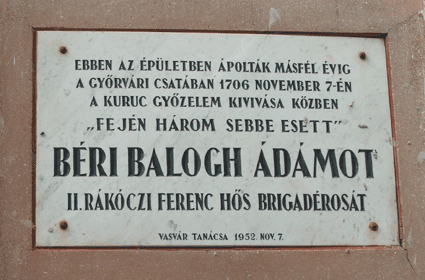 EBBEN AZ ÉPÜLETBEN ÁPOLTÁK MÁSFÉL ÉVIG
A GYŐRVÁRI CSATÁBAN 1706 NOVEMBER 7-ÉN
A KURUC GYŐZELEM KIVIVÁSA KÖZBEN
„FEJÉN HÁROM SEBBE ESETT"
BÉRI BALOGH ÁDÁMOT
II. RÁKÓCZI FERENC HŐS BRIGADÉROSÁT
VASVÁR TANÁCSA 1952. NOV. 7.